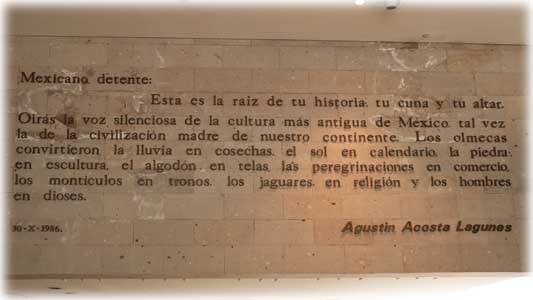 Mexicano, detente:
Esta es la raiz de tu historia, tu cuna y tu altar.
Oirás la voz silenciosa de la cultura más antigua de México, tal vez
la de la civilización madre de nuestro continente. Los olmecas
convirtieron la lluvia en cosechas, el sol en calendario, la piedra
en escultura, el algodón en telas, las peregrinaciones en comercio,
los montículos en tronos, los jaguares en religión y los hombres
en dioses.
30-X-1986.
Agustín Acosta Lagunes